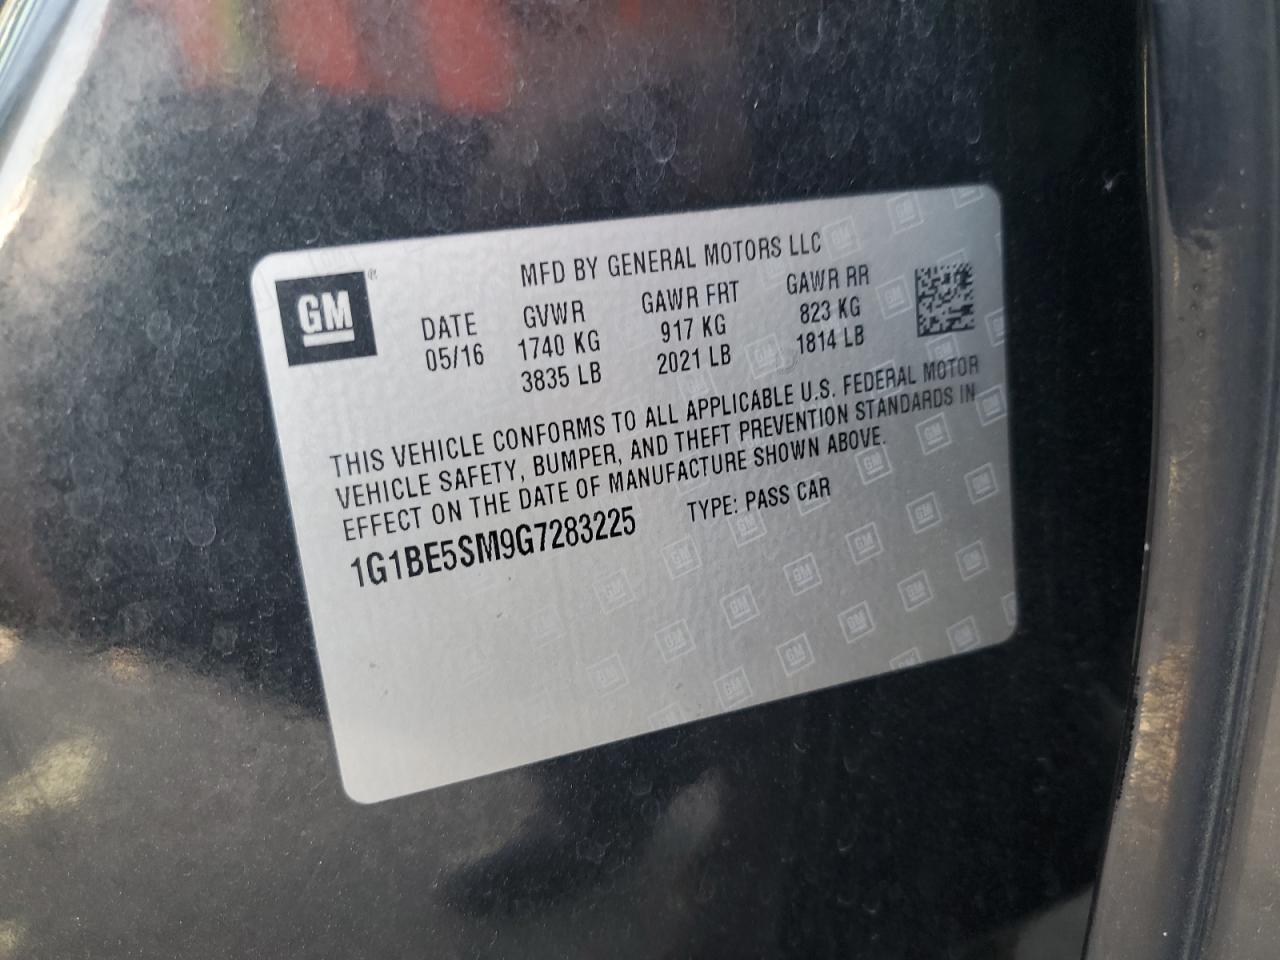 GM
MFD BY GENERAL MOTORS LLC
DATE GVWR GAWR FRT GAWR RR
05/16 1740 KG 917 KG 823 KG
3835 LB 2021 LB 1814 LB
THIS VEHICLE CONFORMS TO ALL APPLICABLE U.S. FEDERAL MOTOR
VEHICLE SAFETY, BUMPER, AND THEFT PREVENTION STANDARDS IN
EFFECT ON THE DATE OF MANUFACTURE SHOWN ABOVE.
1G1BE5SM9G7283225 TYPE: PASS CAR